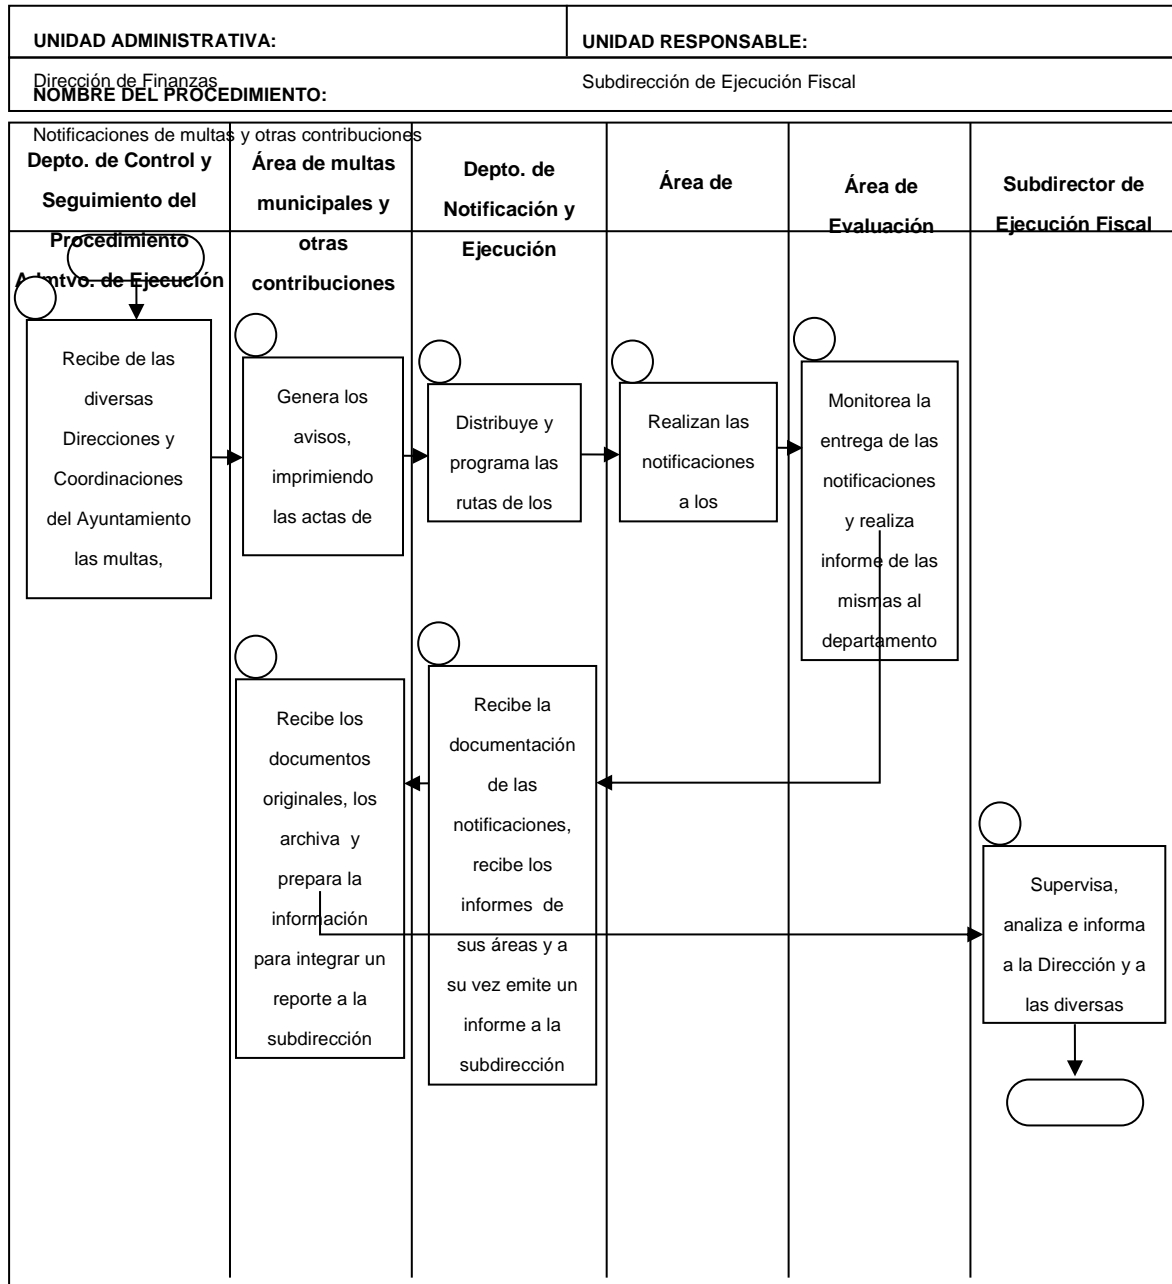 UNIDAD ADMINISTRATIVA:
UNIDAD RESPONSABLE:
Dirección de Finanzas
Subdirección de Ejecución Fiscal
NOMBRE DEL PROCEDIMIENTO:
Notificaciones de multas y otras contribuciones
Depto. de Control y
Seguimiento del
Procedimiento
Admtvo. de Ejecución
Área de multas
municipales y
otras
contribuciones
Depto. de
Notificación y
Ejecución
Área de
Área de
Evaluación
Subdirector de
Ejecución Fiscal
Recibe de las
diversas
Direcciones y
Coordinaciones
del Ayuntamiento
las multas,
Genera los
avisos,
imprimiendo
las actas de
Distribuye y
programa las
rutas de los
Realizan las
notificaciones
a los
Monitorea la
entrega de las
notificaciones
y realiza
informe de las
mismas al
departamento
Recibe los
documentos
originales, los
archiva y
prepara la
información
para integrar un
reporte a la
subdirección
Recibe la
documentación
de las
notificaciones,
recibe los
informes de
sus áreas y a
su vez emite un
informe a la
subdirección
Supervisa,
analiza e informa
a la Dirección y a
las diversas